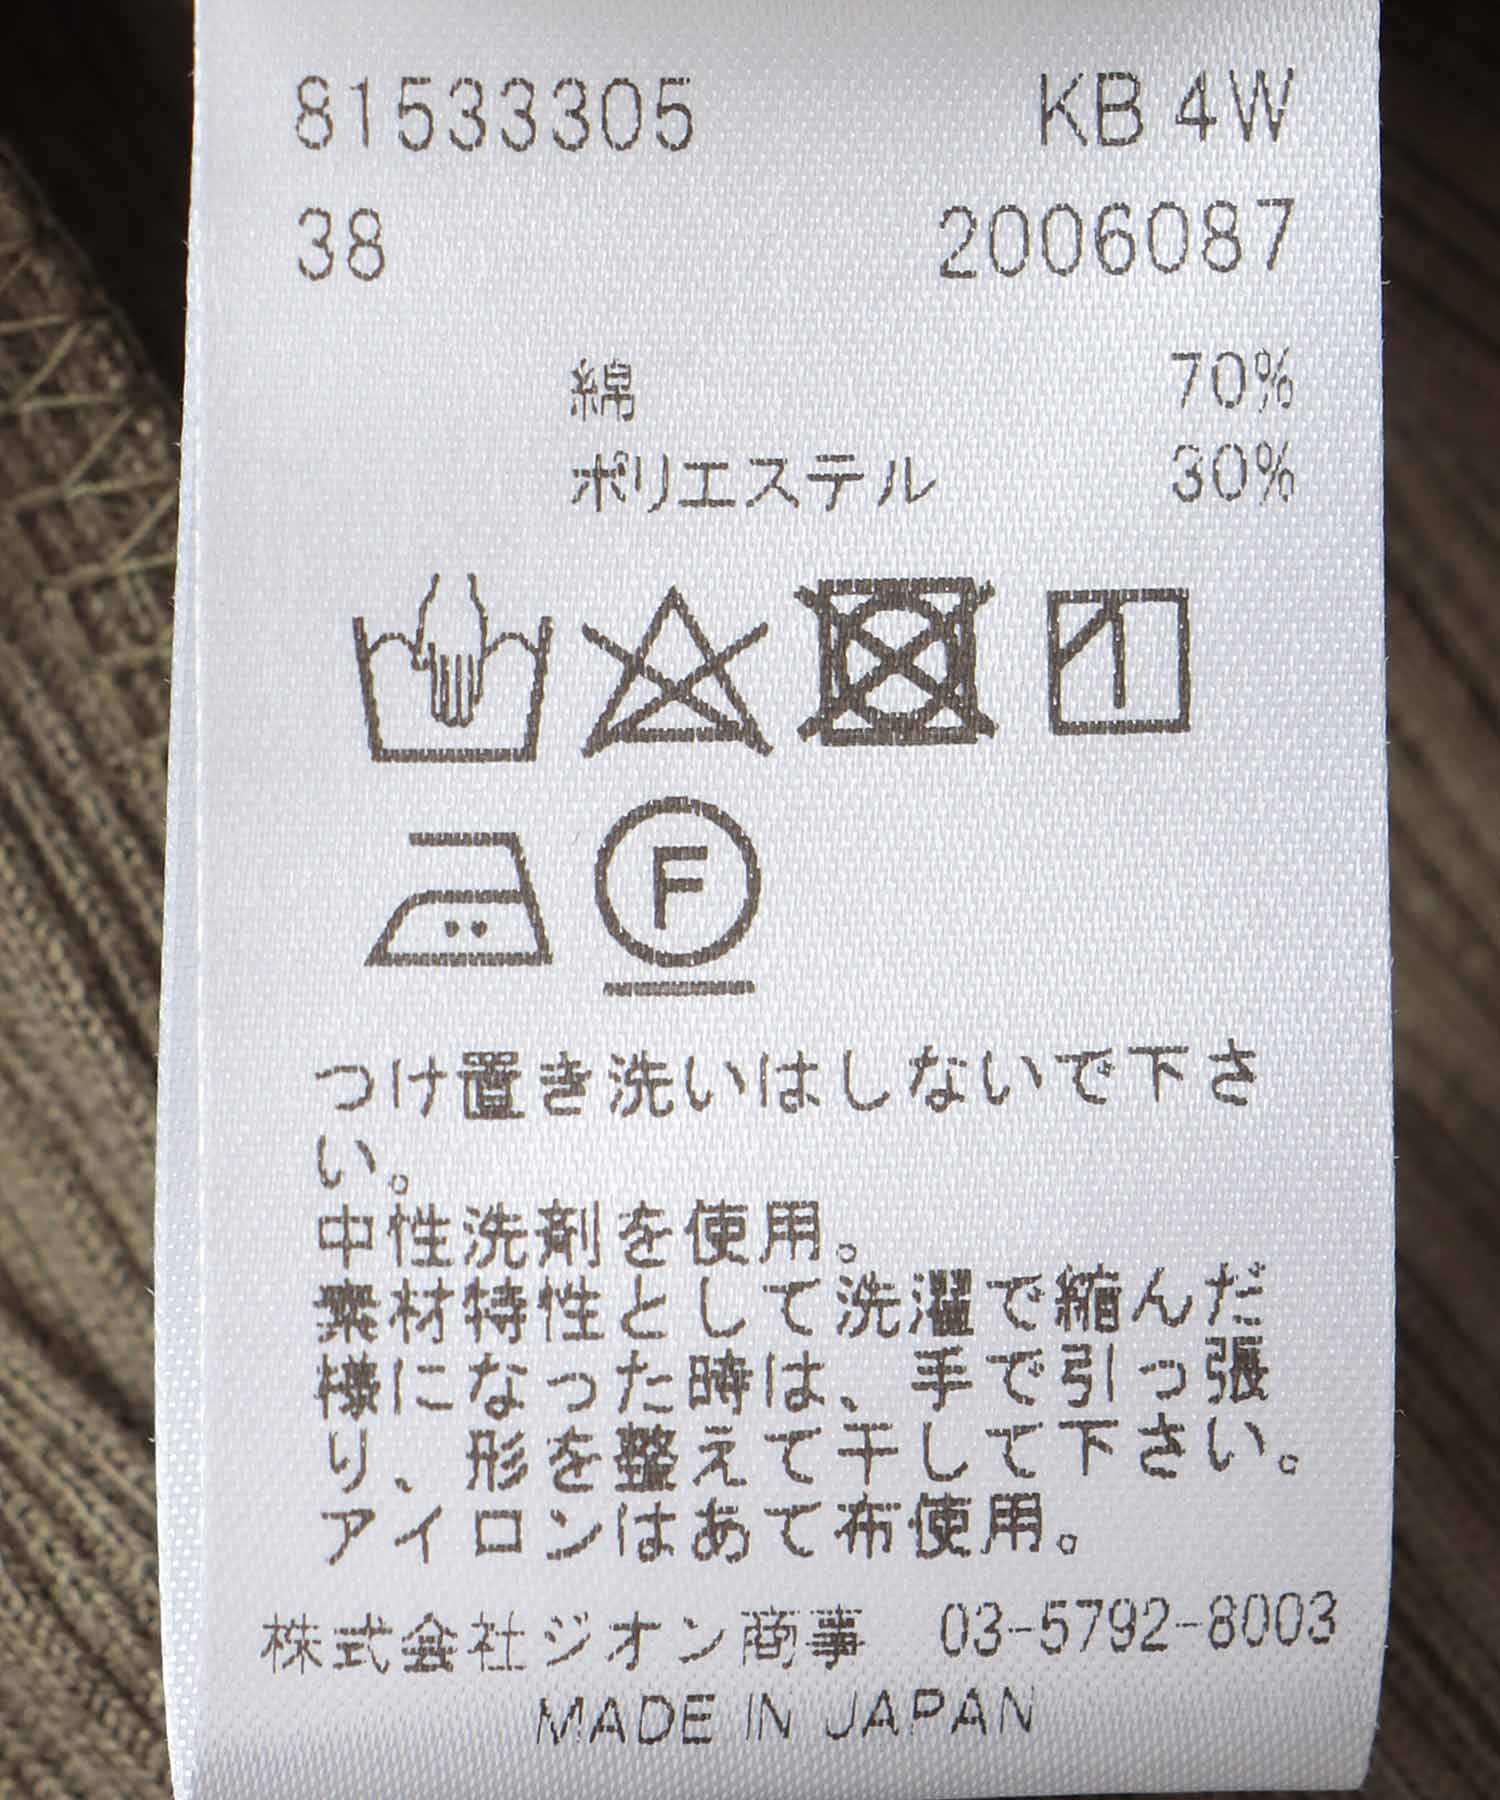 81533305 KB 4W
38 2006087
綿 70%
ポリエステル 30%
F
つけ置き洗いはしないで下さ
い。
中性洗剤を使用。
素材特性として洗濯で縮んだ
様になった時は、手で引っ張
り、形を整えて干して下さい。
アイロンはあて布使用。
株式会社ジオン商事 03-5792-8003
MADE IN JAPAN